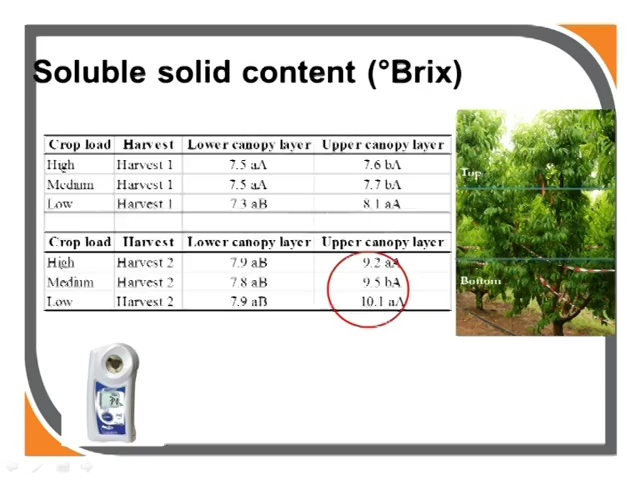 Soluble solid content (°Brix)
Crop load Harvest Lower canopy layer Upper canopy layer
High Harvest 1 7.5 aA 7.6 bA
Medium Harvest 1 7.5 aA 7.7 bA
Low Harvest 1 7.3 aB 8.1 aA
Crop load Harvest Lower canopy layer Upper canopy layer
High Harvest 2 7.9 aB 9.2 aA
Medium Harvest 2 7.8 aB 9.5 bA
Low Harvest 2 7.9 aB 10.1 aA
Top
Bottom